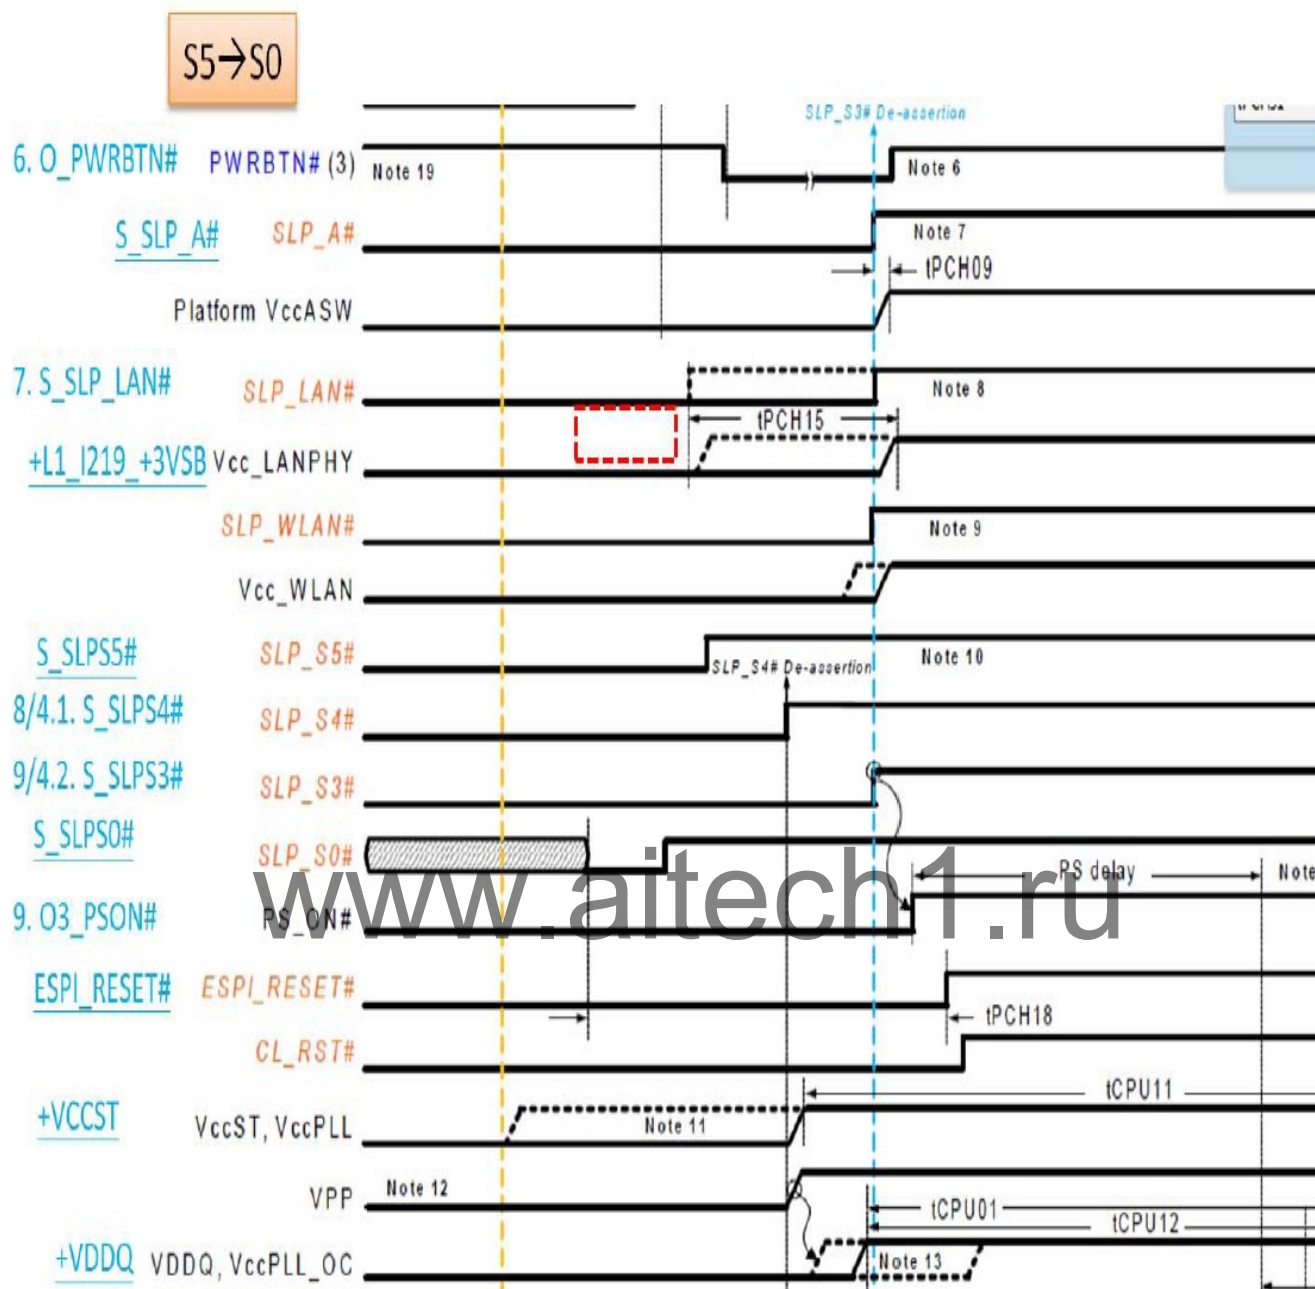 S5→S0
SLP_S3# De-assertion
6. O_PWRBTN# PWRBTN# (3) Note 19 Note 6
S_SLP_A# SLP_A# Note 7
tPCH09
Platform VccASW
7. S_SLP_LAN# SLP_LAN# Note 8
tPCH15
+L1_I219_+3VSB Vcc_LANPHY
SLP_WLAN# Note 9
Vcc_WLAN
S_SLPS5# SLP_S5# Note 10
SLP_S4# De-assertion
8/4.1. S_SLPS4# SLP_S4#
9/4.2. S_SLPS3# SLP_S3#
S_SLPS0# SLP_S0#
PS delay Note
www.aitech1.ru
9. O3_PSON# PS_ON#
ESPI_RESET# ESPI_RESET#
tPCH18
CL_RST#
tCPU11
+VCCST VccST, VccPLL Note 11
VPP Note 12
tCPU01
tCPU12
+VDDQ VDDQ, VccPLL_OC Note 13